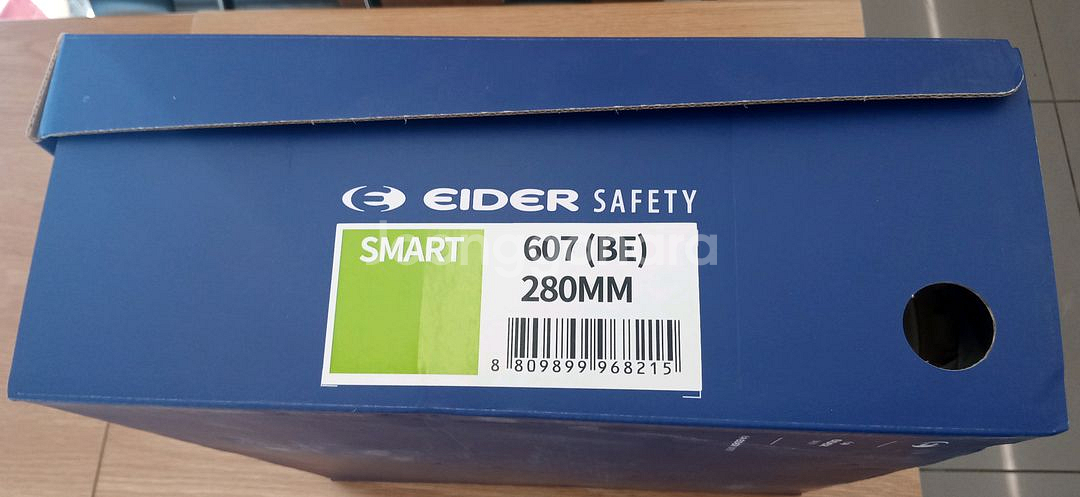 EIDER SAFETY
SMART
607 (BE)
280MM
8 809899 968215